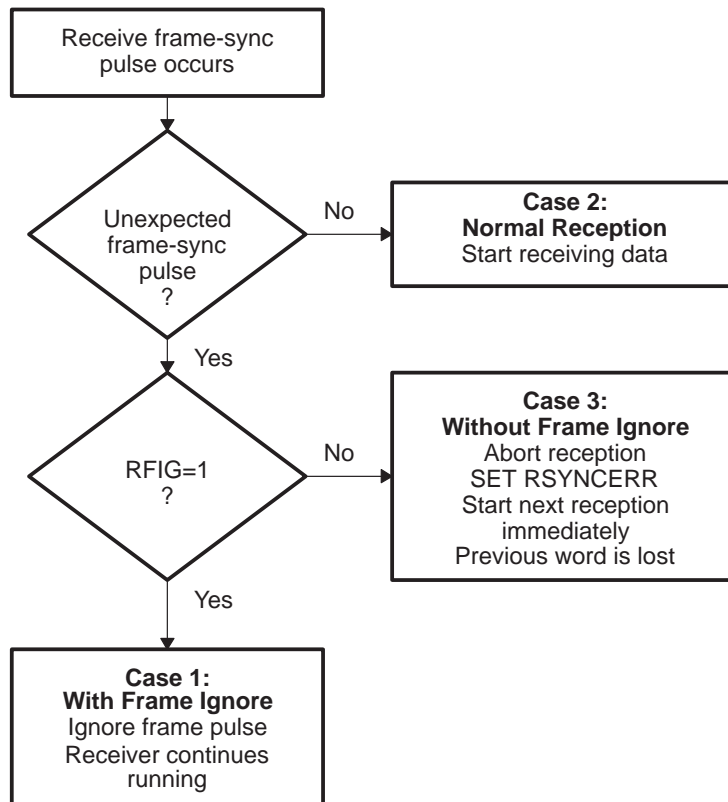 Receive frame-sync
pulse occurs
Unexpected
frame-sync
pulse
?
No
Case 2:
Normal Reception
Start receiving data
Yes
RFIG=1
?
No
Case 3:
Without Frame Ignore
Abort reception
SET RSYNCERR
Start next reception
immediately
Previous word is lost
Yes
Case 1:
With Frame Ignore
Ignore frame pulse
Receiver continues
running